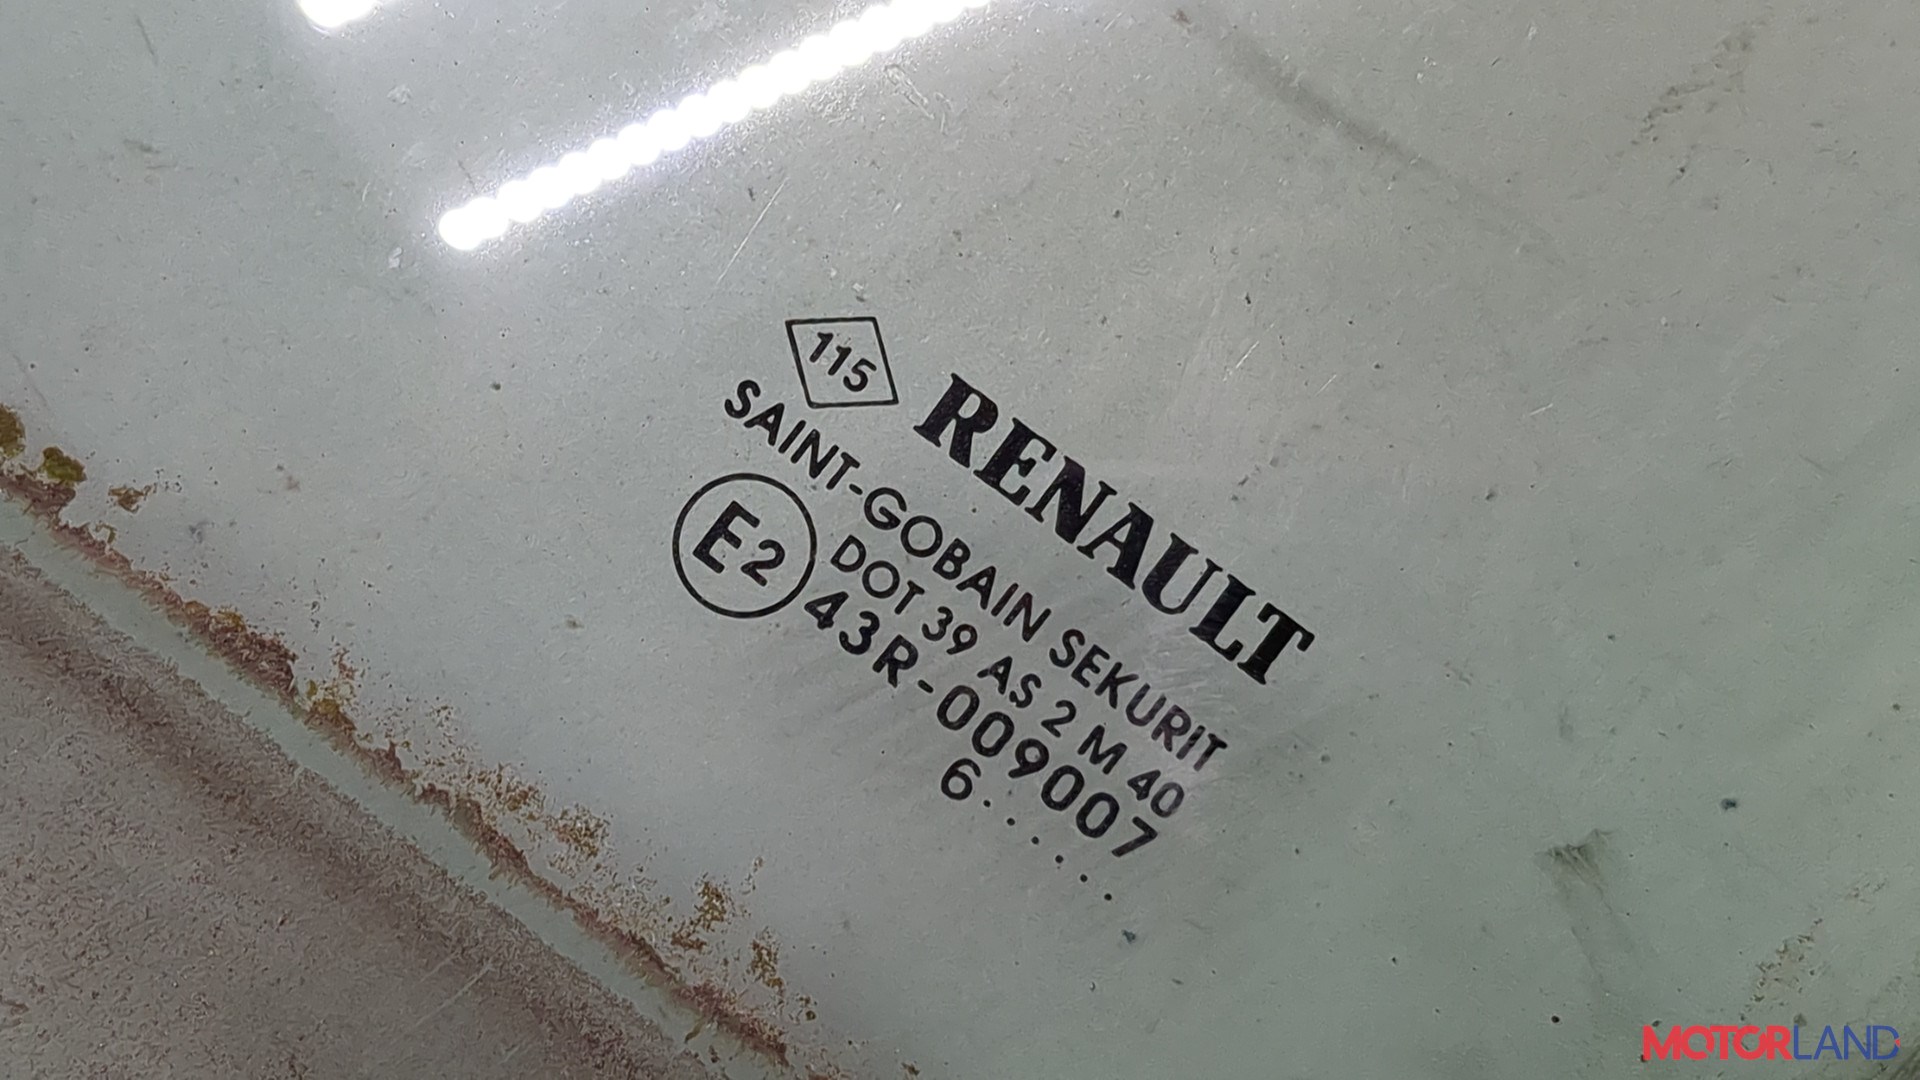 115
RENAULT
SAINT-GOBAIN SEKURIT
DOT 39 AS 2 M 40
E2
43R-009007
6......
MOTORLAND